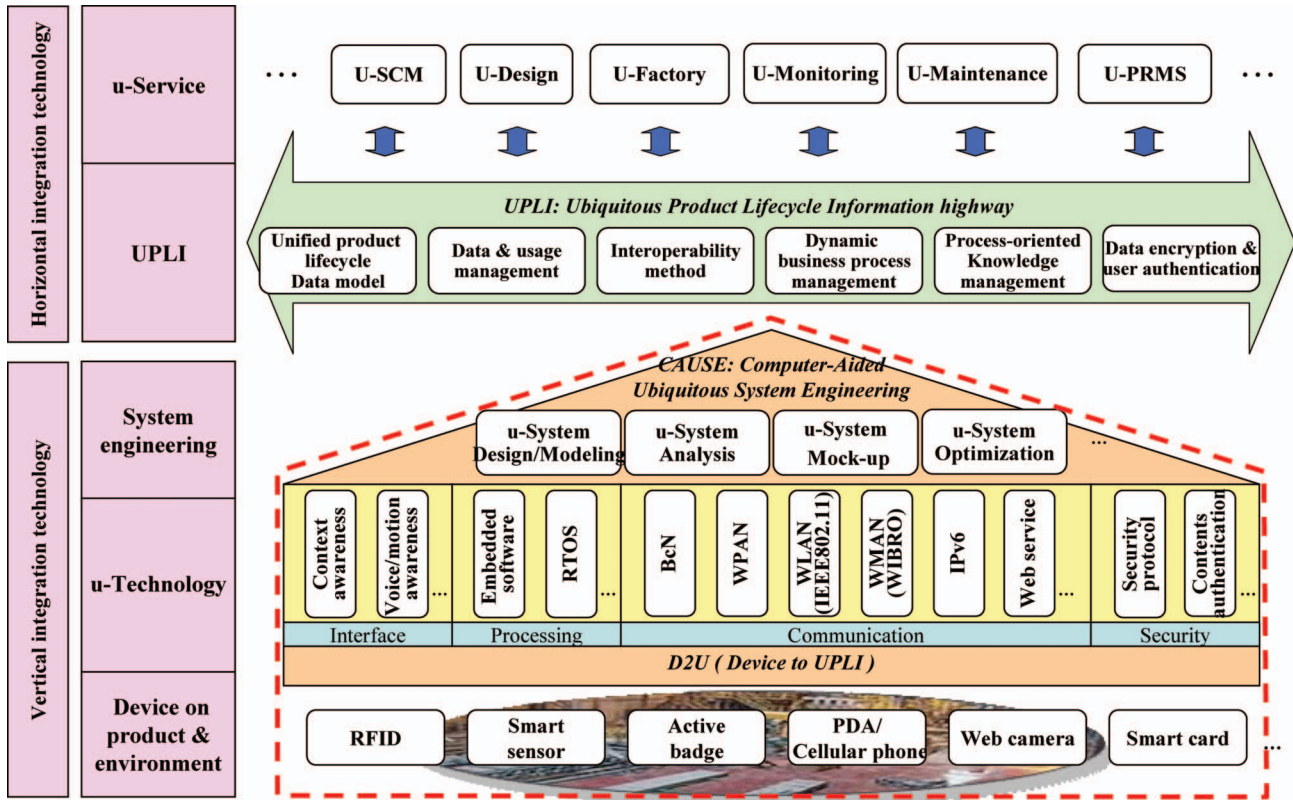 Horizontal integration technology
u-Service
...
U-SCM
U-Design
U-Factory
U-Monitoring
U-Maintenance
U-PRMS
...
UPLI
UPLI: Ubiquitous Product Lifecycle Information highway
Unified product
lifecycle
Data model
Data & usage
management
Interoperability
method
Dynamic
business process
management
Process-oriented
Knowledge
management
Data encryption &
user authentication
Vertical integration technology
System
engineering
CAUSE: Computer-Aided
Ubiquitous System Engineering
u-System
Design/Modeling
u-System
Analysis
u-System
Mock-up
u-System
Optimization
...
u-Technology
Context
awareness
Voice/motion
awareness
...
Embedded
software
RTOS
...
BcN
WPAN
WLAN
(IEEE802.11)
WMAN
(WIBRO)
IPv6
Web service
...
Security
protocol
Contents
authentication
...
Interface
Processing
Communication
Security
D2U ( Device to UPLI )
Device on
product &
environment
RFID
Smart
sensor
Active
badge
PDA/
Cellular phone
Web camera
Smart card
...